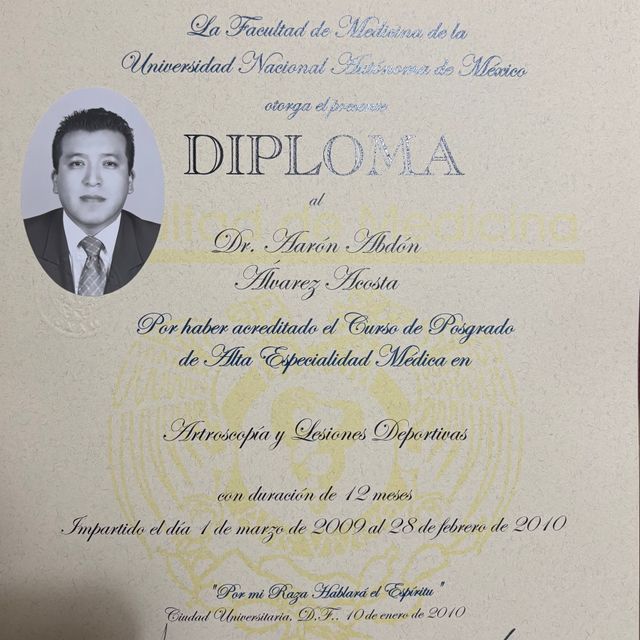 La Facultad de Medicina de la
Universidad Nacional Autónoma de México
otorga el presente
DIPLOMA
al
Facultad de Medicina
Dr. Aarón Abdón
Álvarez Acosta
Por haber acreditado el Curso de Posgrado
de Alta Especialidad Médica en
Artroscopía y Lesiones Deportivas
con duración de 12 meses
Impartido el día 1 de marzo de 2009 al 28 de febrero de 2010
"Por mi Raza Hablará el Espíritu"
Ciudad Universitaria, D.F., 10 de enero de 2010